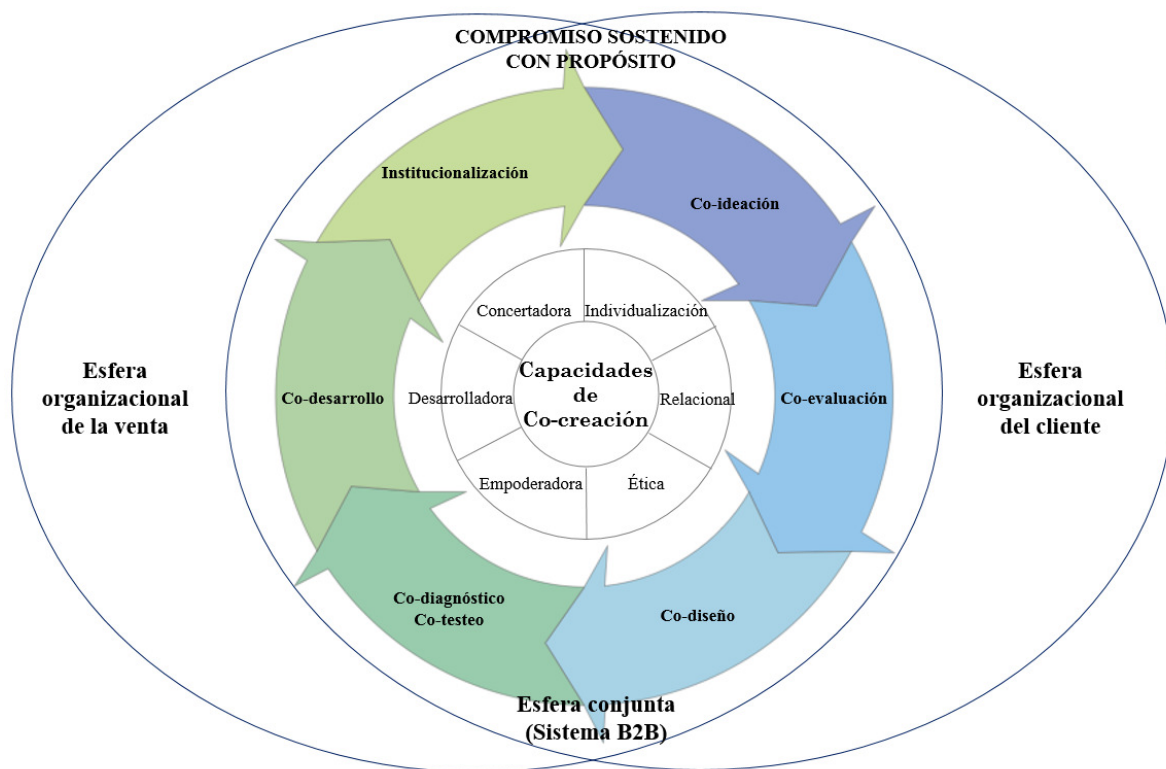 COMPROMISO SOSTENIDO
CON PROPÓSITO
Institucionalización
Co-ideación
Concertadora
Individualización
Esfera
organizacional
de la venta
Co-desarrollo
Desarrolladora
Capacidades
de
Co-creación
Relacional
Co-evaluación
Esfera
organizacional
del cliente
Empoderadora
Ética
Co-diagnóstico
Co-testeo
Co-diseño
Esfera conjunta
(Sistema B2B)